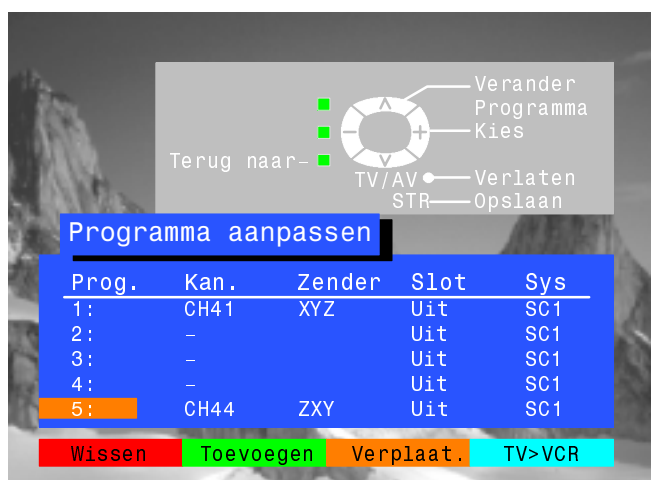 Verander
Programma
Kies
Terug naar
TV/AV Verlaten
STR Opslaan
Programma aanpassen
Prog. Kan. Zender Slot Sys
1: CH41 XYZ Uit SC1
2: – Uit SC1
3: – Uit SC1
4: – Uit SC1
5: CH44 ZXY Uit SC1
Wissen Toevoegen Verplaat. TV>VCR